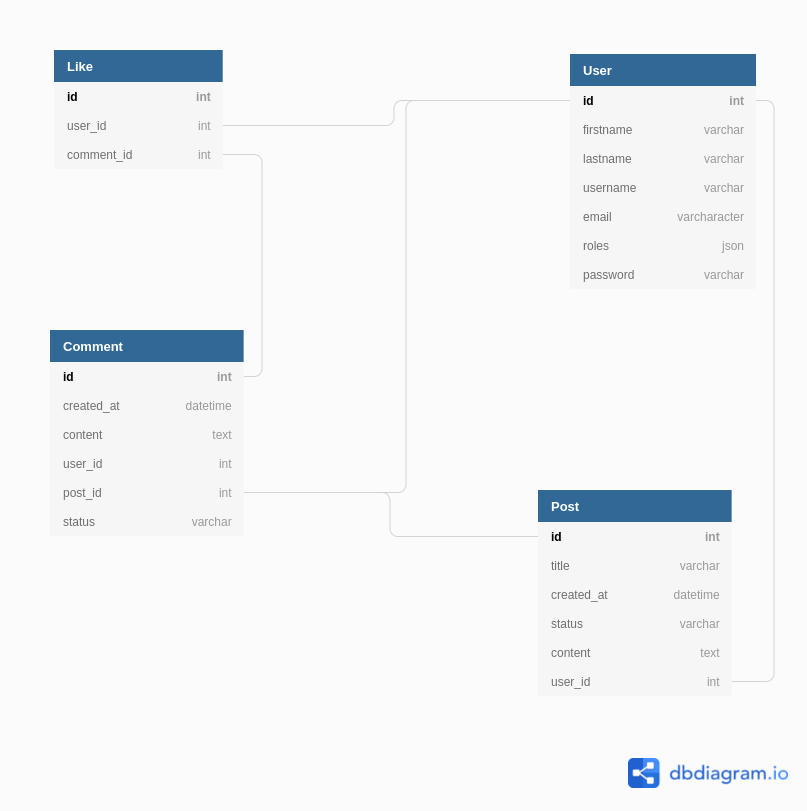 Like
id int
user_id int
comment_id int
User
id int
firstname varchar
lastname varchar
username varchar
email varcharacter
roles json
password varchar
Comment
id int
created_at datetime
content text
user_id int
post_id int
status varchar
Post
id int
title varchar
created_at datetime
status varchar
content text
user_id int
dbdiagram.io